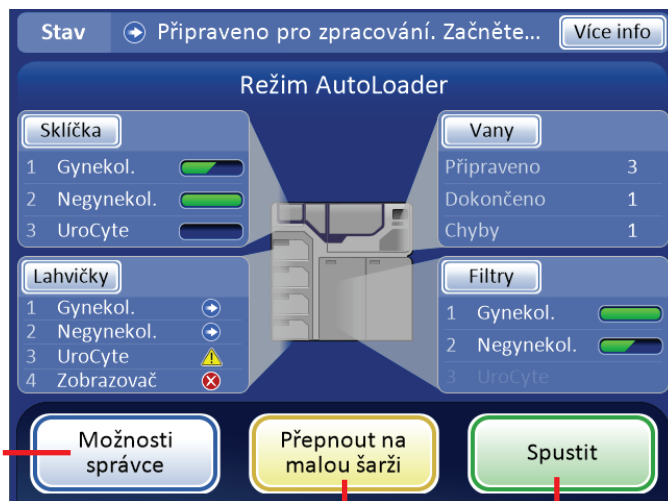 Stav
Připraveno pro zpracování. Začněte...
Více info
Režim AutoLoader
Sklíčka
1 Gynekol.
2 Negynekol.
3 UroCyte
Vany
Připraveno 3
Dokončeno 1
Chyby 1
Lahvičky
1 Gynekol.
2 Negynekol.
3 UroCyte
4 Zobrazovač
Filtry
1 Gynekol.
2 Negynekol.
3 UroCyte
Možnosti
správce
Přepnout na
malou šarži
Spustit